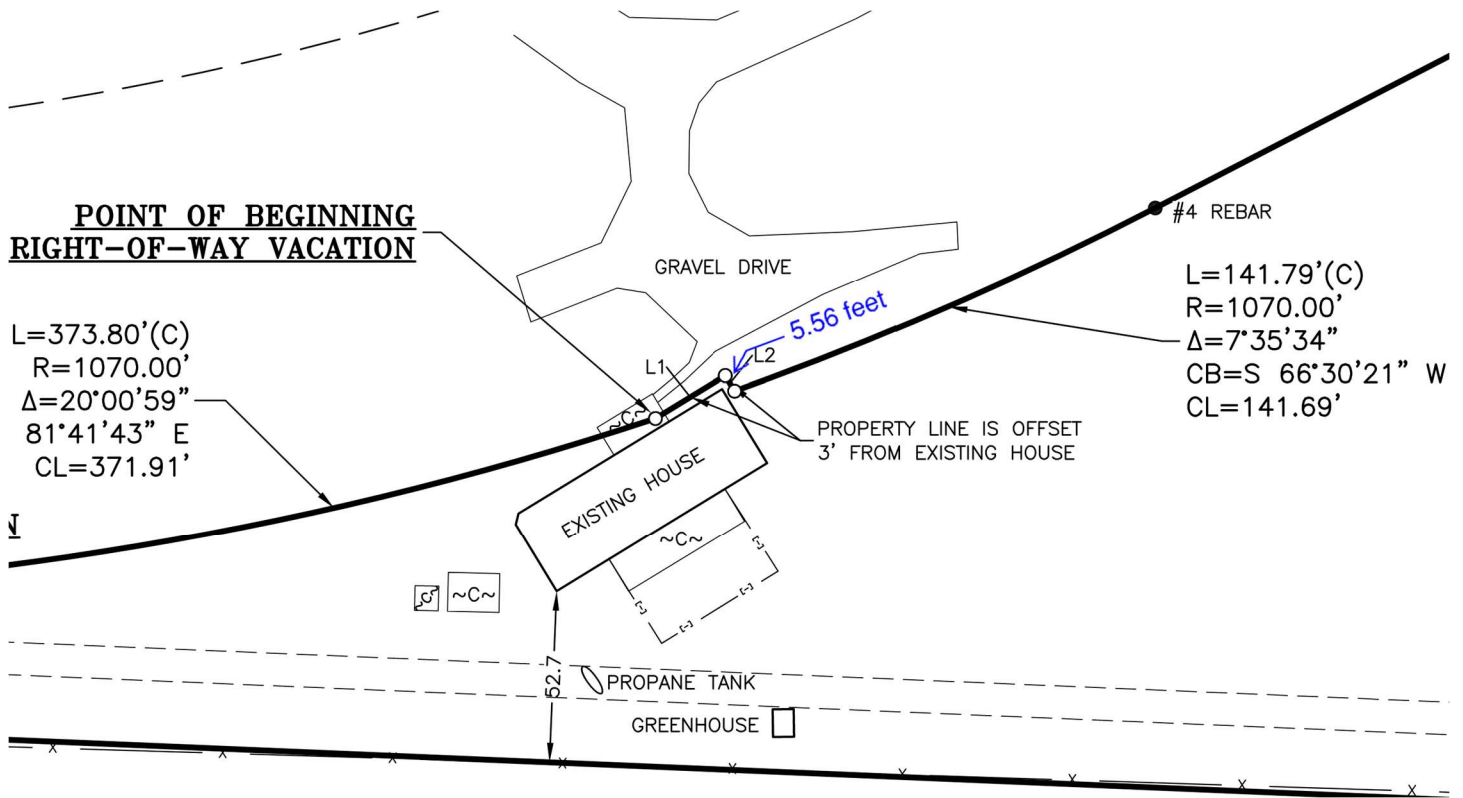 POINT OF BEGINNING
RIGHT-OF-WAY VACATION
#4 REBAR
GRAVEL DRIVE
L=373.80'(C)
R=1070.00'
Δ=20°00'59"
81°41'43" E
CL=371.91'
L=141.79'(C)
R=1070.00'
Δ=7°35'34"
CB=S 66°30'21" W
CL=141.69'
5.56 feet
L1
L2
~C~
PROPERTY LINE IS OFFSET
3' FROM EXISTING HOUSE
EXISTING HOUSE
N
~C~
~C~
~C~
52.7
PROPANE TANK
GREENHOUSE
X
X
X
X
X
X
X
X
X